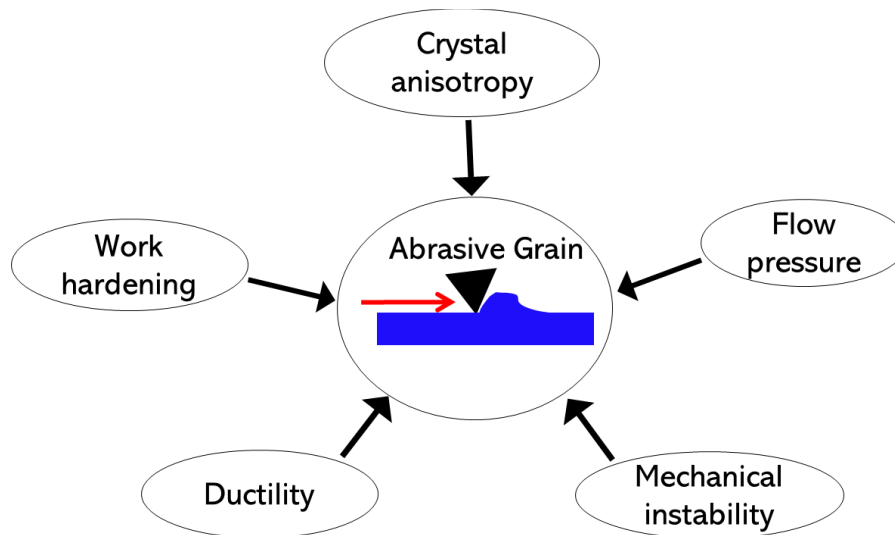 Crystal
anisotropy
Work
hardening
Abrasive Grain
Flow
pressure
Ductility
Mechanical
instability